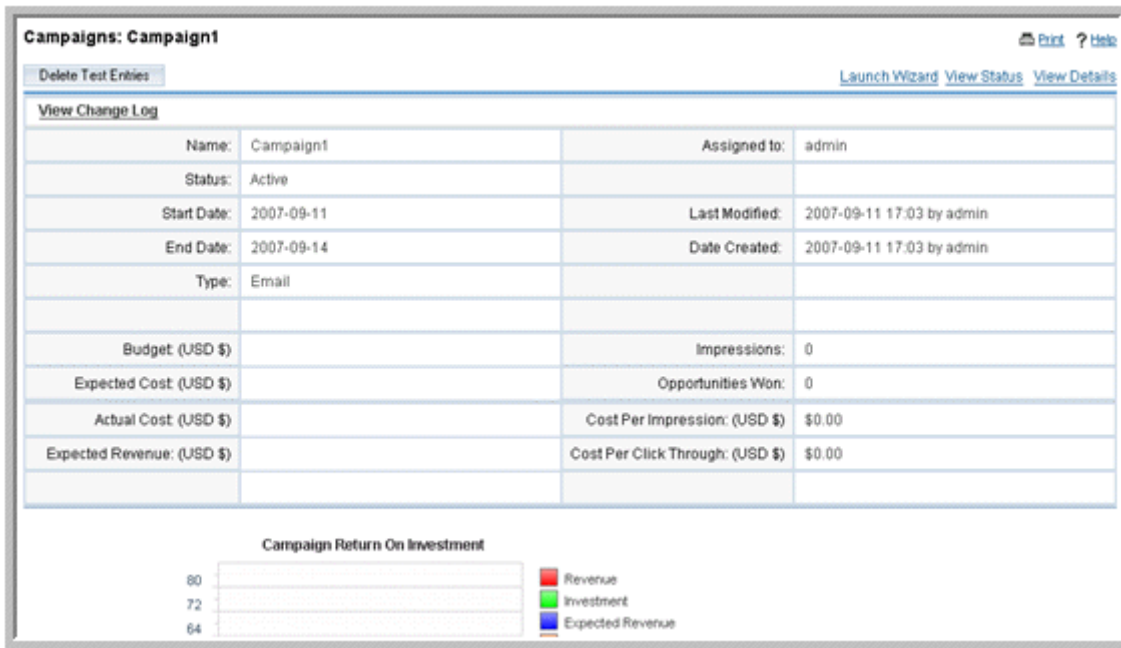 Campaigns: Campaign1
Print ? Help
Delete Test Entries
Launch Wizard View Status View Details
View Change Log
Name: Campaign1 Assigned to: admin
Status: Active
Start Date: 2007-09-11 Last Modified: 2007-09-11 17:03 by admin
End Date: 2007-09-14 Date Created: 2007-09-11 17:03 by admin
Type: Email
Budget: (USD $) Impressions: 0
Expected Cost: (USD $) Opportunities Won: 0
Actual Cost: (USD $) Cost Per Impression: (USD $) $0.00
Expected Revenue: (USD $) Cost Per Click Through: (USD $) $0.00
Campaign Return On Investment
80 Revenue
72 Investment
64 Expected Revenue